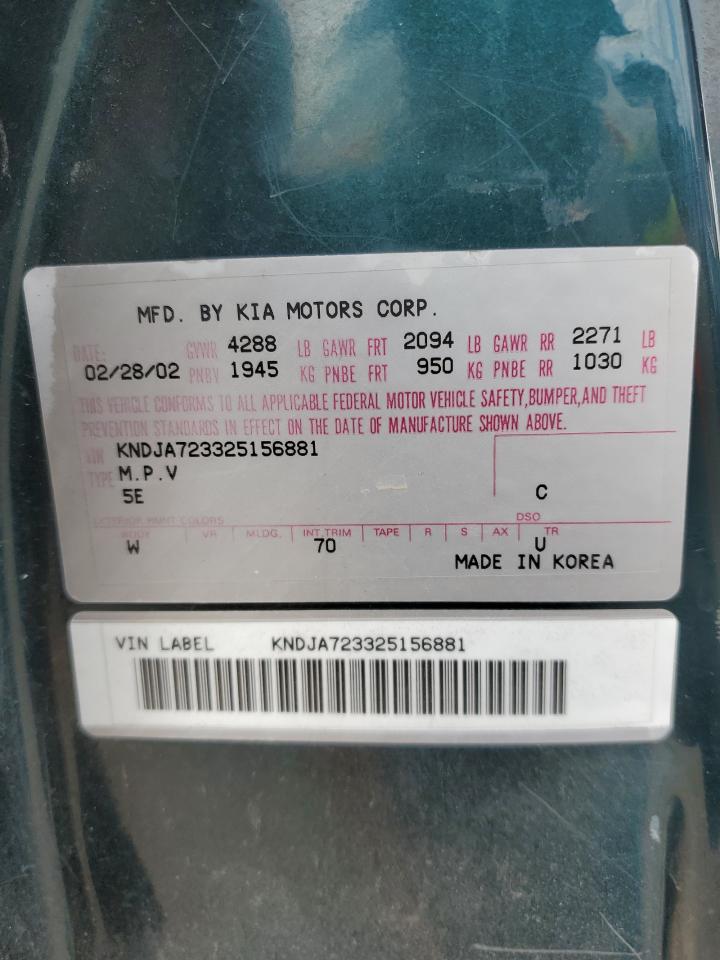 MFD. BY KIA MOTORS CORP.
DATE: GVWR 4288 LB GAWR FRT 2094 LB GAWR RR 2271 LB
02/28/02 PNBV 1945 KG PNBE FRT 950 KG PNBE RR 1030 KG
THIS VEHICLE CONFORMS TO ALL APPLICABLE FEDERAL MOTOR VEHICLE SAFETY,BUMPER,AND THEFT
PREVENTION STANDARDS IN EFFECT ON THE DATE OF MANUFACTURE SHOWN ABOVE.
VIN KNDJA723325156881
TYPE M.P.V
5E C
EXTERIOR PAINT COLORS DSO
BODY VR MLDG. INT.TRIM TAPE R S AX TR
W 70 U
MADE IN KOREA
VIN LABEL KNDJA723325156881